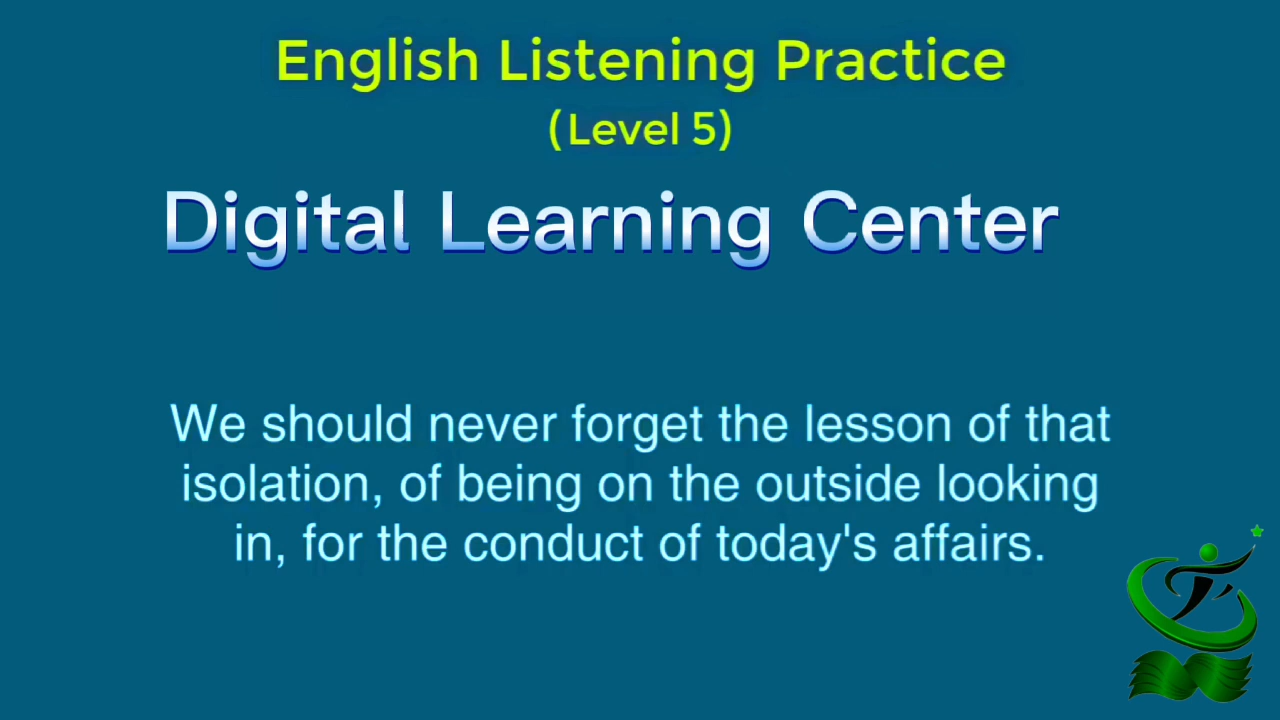 English Listening Practice
(Level 5)
Digital Learning Center
We should never forget the lesson of that
isolation, of being on the outside looking
in, for the conduct of today's affairs.